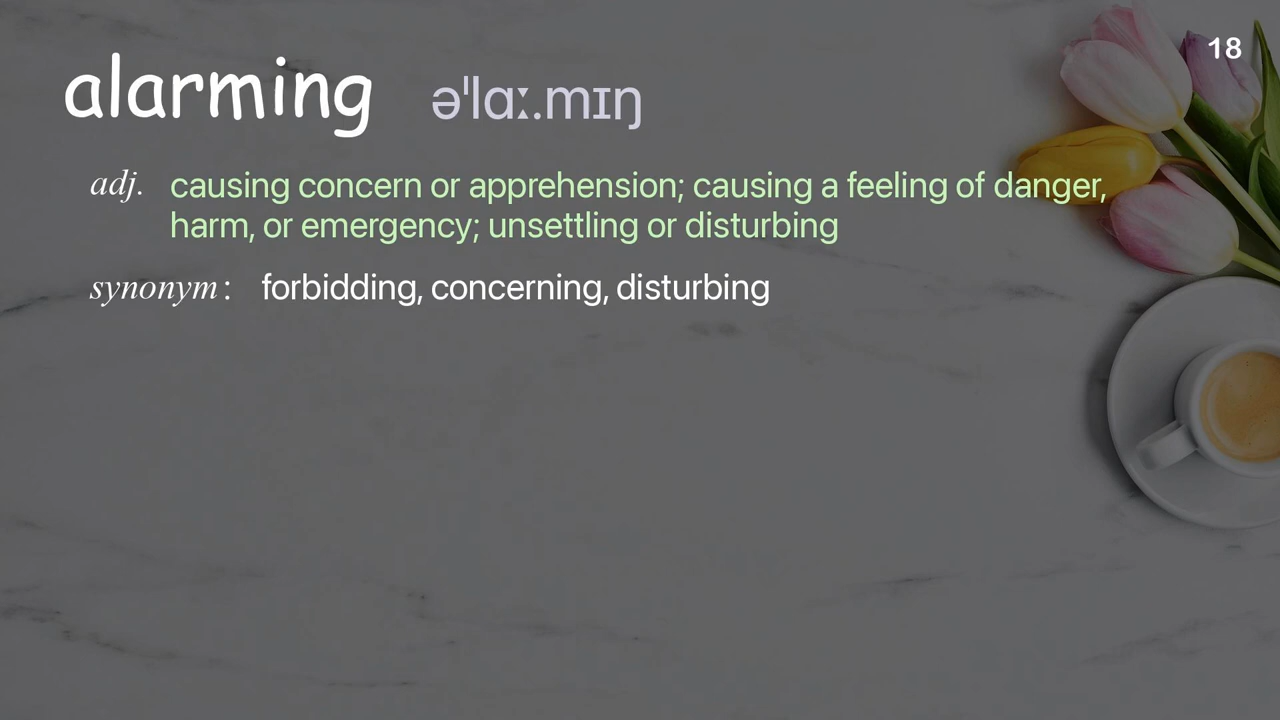 18
alarming əˈlɑː.mɪŋ
adj. causing concern or apprehension; causing a feeling of danger,
harm, or emergency; unsettling or disturbing
synonym : forbidding, concerning, disturbing